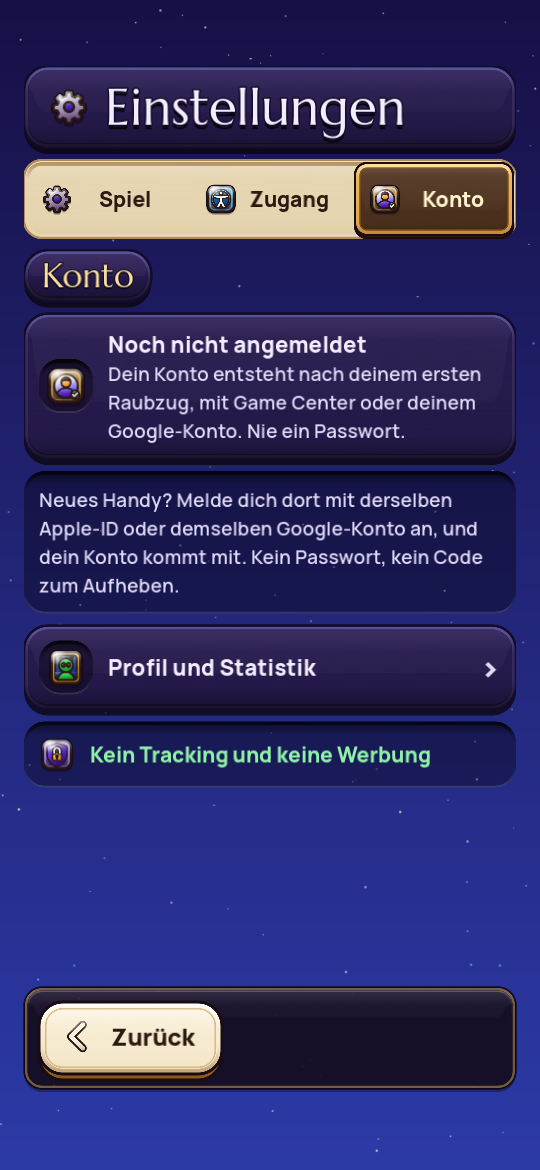 Einstellungen
Spiel
Zugang
Konto
Konto
Noch nicht angemeldet
Dein Konto entsteht nach deinem ersten
Raubzug, mit Game Center oder deinem
Google-Konto. Nie ein Passwort.
Neues Handy? Melde dich dort mit derselben
Apple-ID oder demselben Google-Konto an, und
dein Konto kommt mit. Kein Passwort, kein Code
zum Aufheben.
Profil und Statistik
Kein Tracking und keine Werbung
Zurück